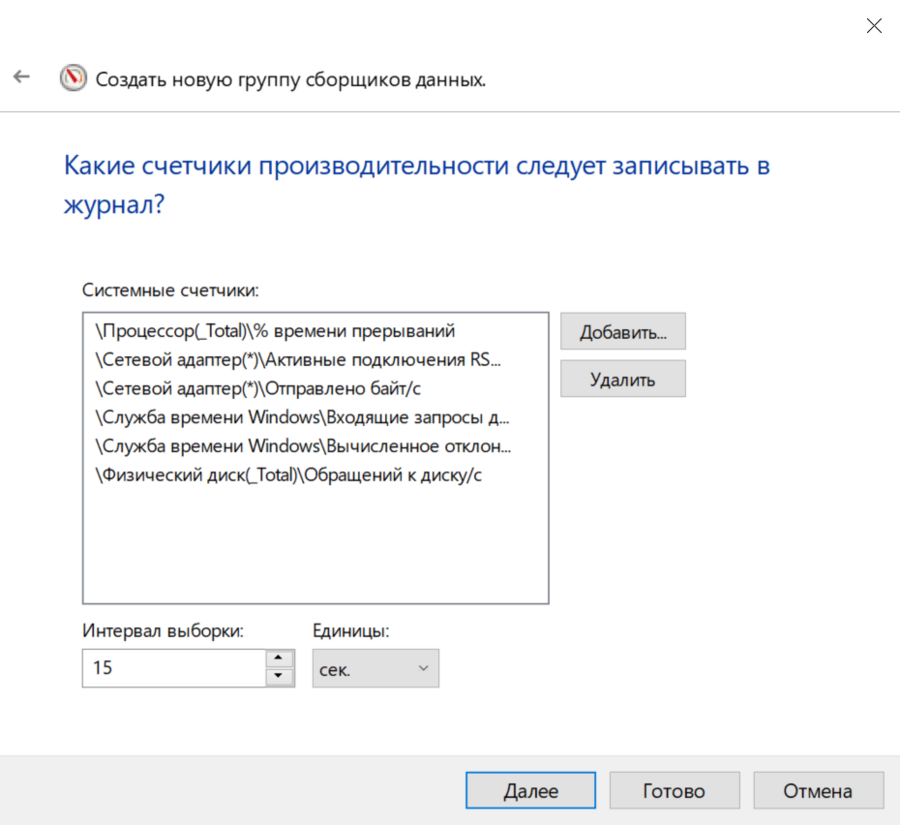 Создать новую группу сборщиков данных.
Какие счетчики производительности следует записывать в
журнал?
Системные счетчики:
\Процессор(_Total)\% времени прерываний
\Сетевой адаптер(*)\Активные подключения RS...
\Сетевой адаптер(*)\Отправлено байт/с
\Служба времени Windows\Входящие запросы д...
\Служба времени Windows\Вычисленное отклон...
\Физический диск(_Total)\Обращений к диску/с
Добавить...
Удалить
Интервал выборки:
Единицы:
15
сек.
Далее
Готово
Отмена